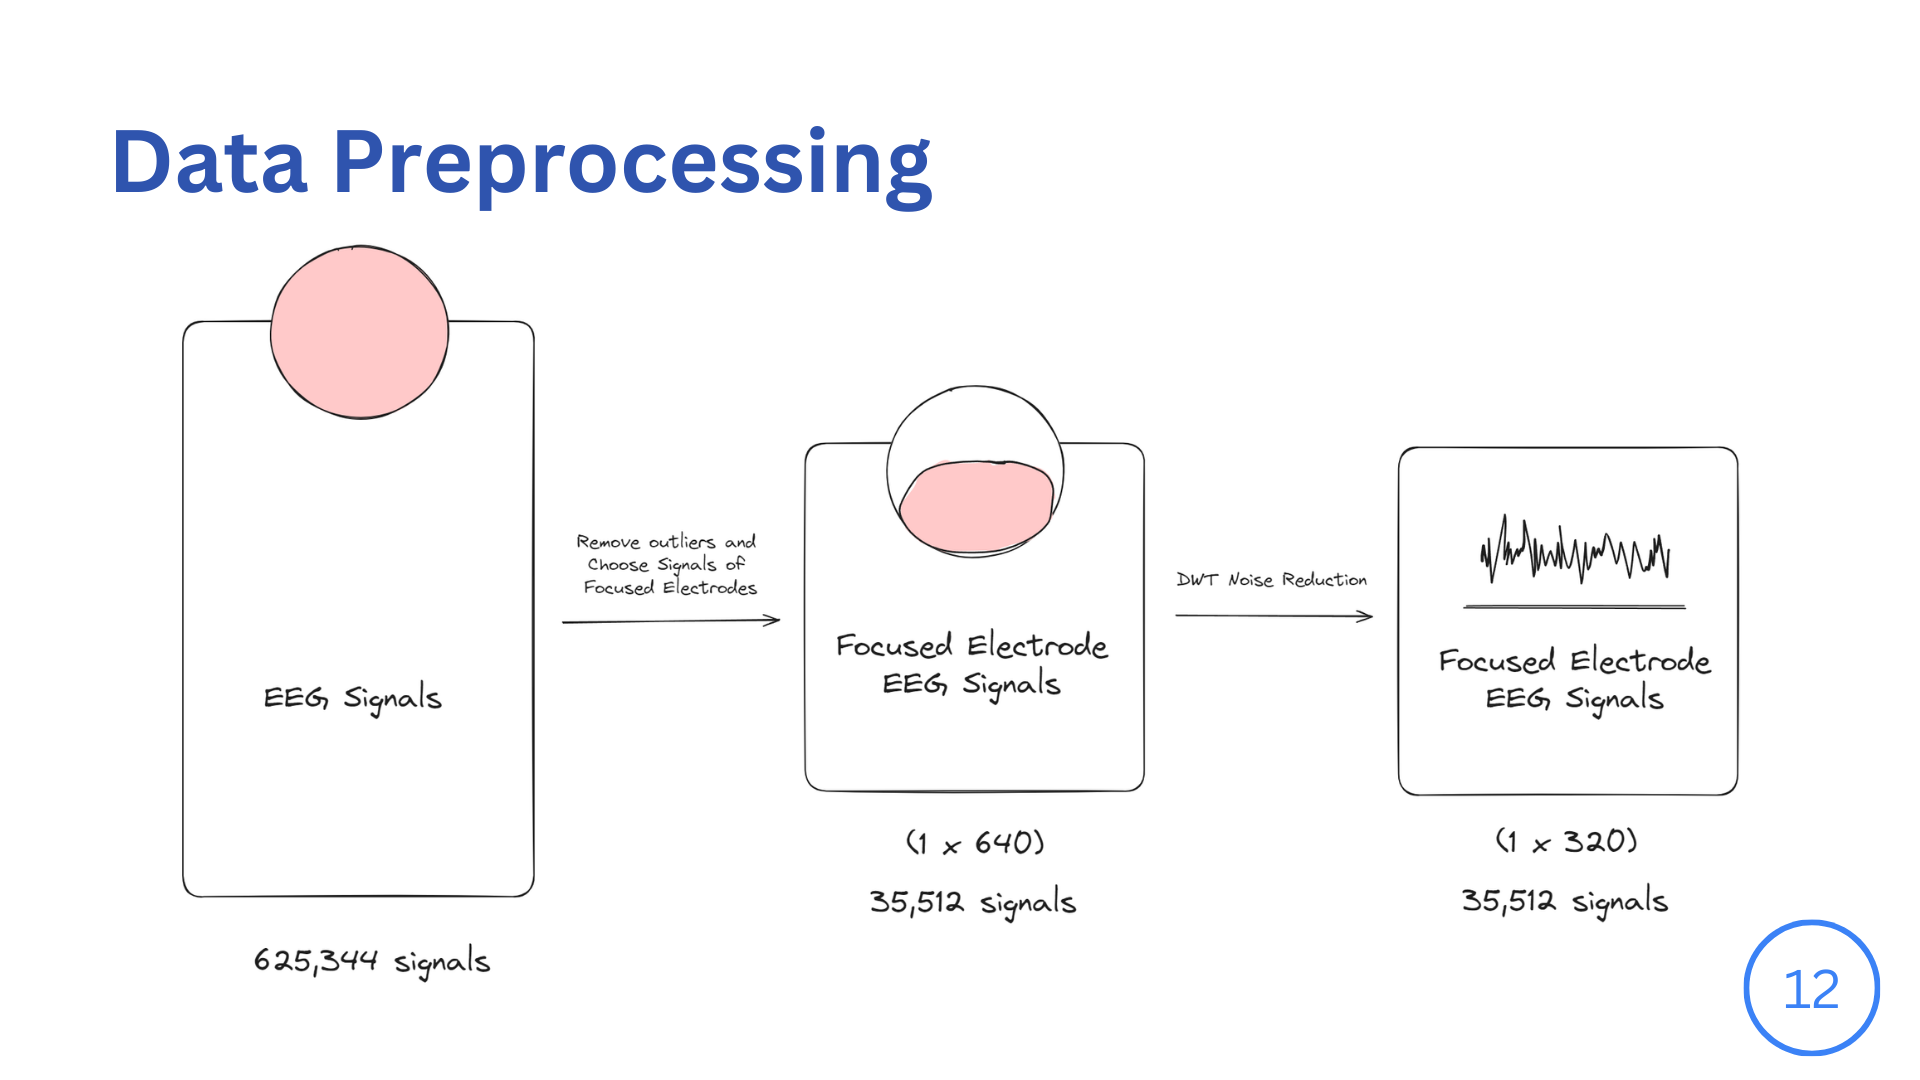 Data Preprocessing
EEG Signals
625,344 signals
Remove outliers and
Choose Signals of
Focused Electrodes
Focused Electrode
EEG Signals
(1 x 640)
35,512 signals
DWT Noise Reduction
Focused Electrode
EEG Signals
(1 x 320)
35,512 signals
12